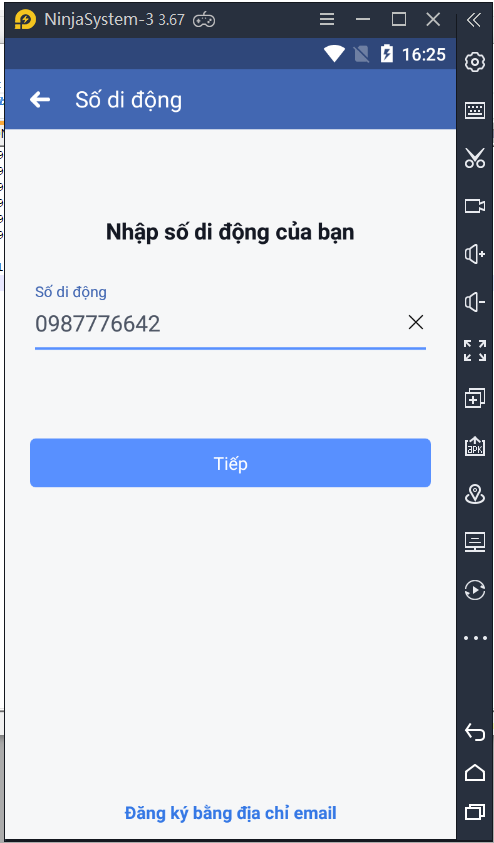 NinjaSystem-3 3.67
16:25
Số di động
Nhập số di động của bạn
Số di động
0987776642
Tiếp
Đăng ký bằng địa chỉ email
APK